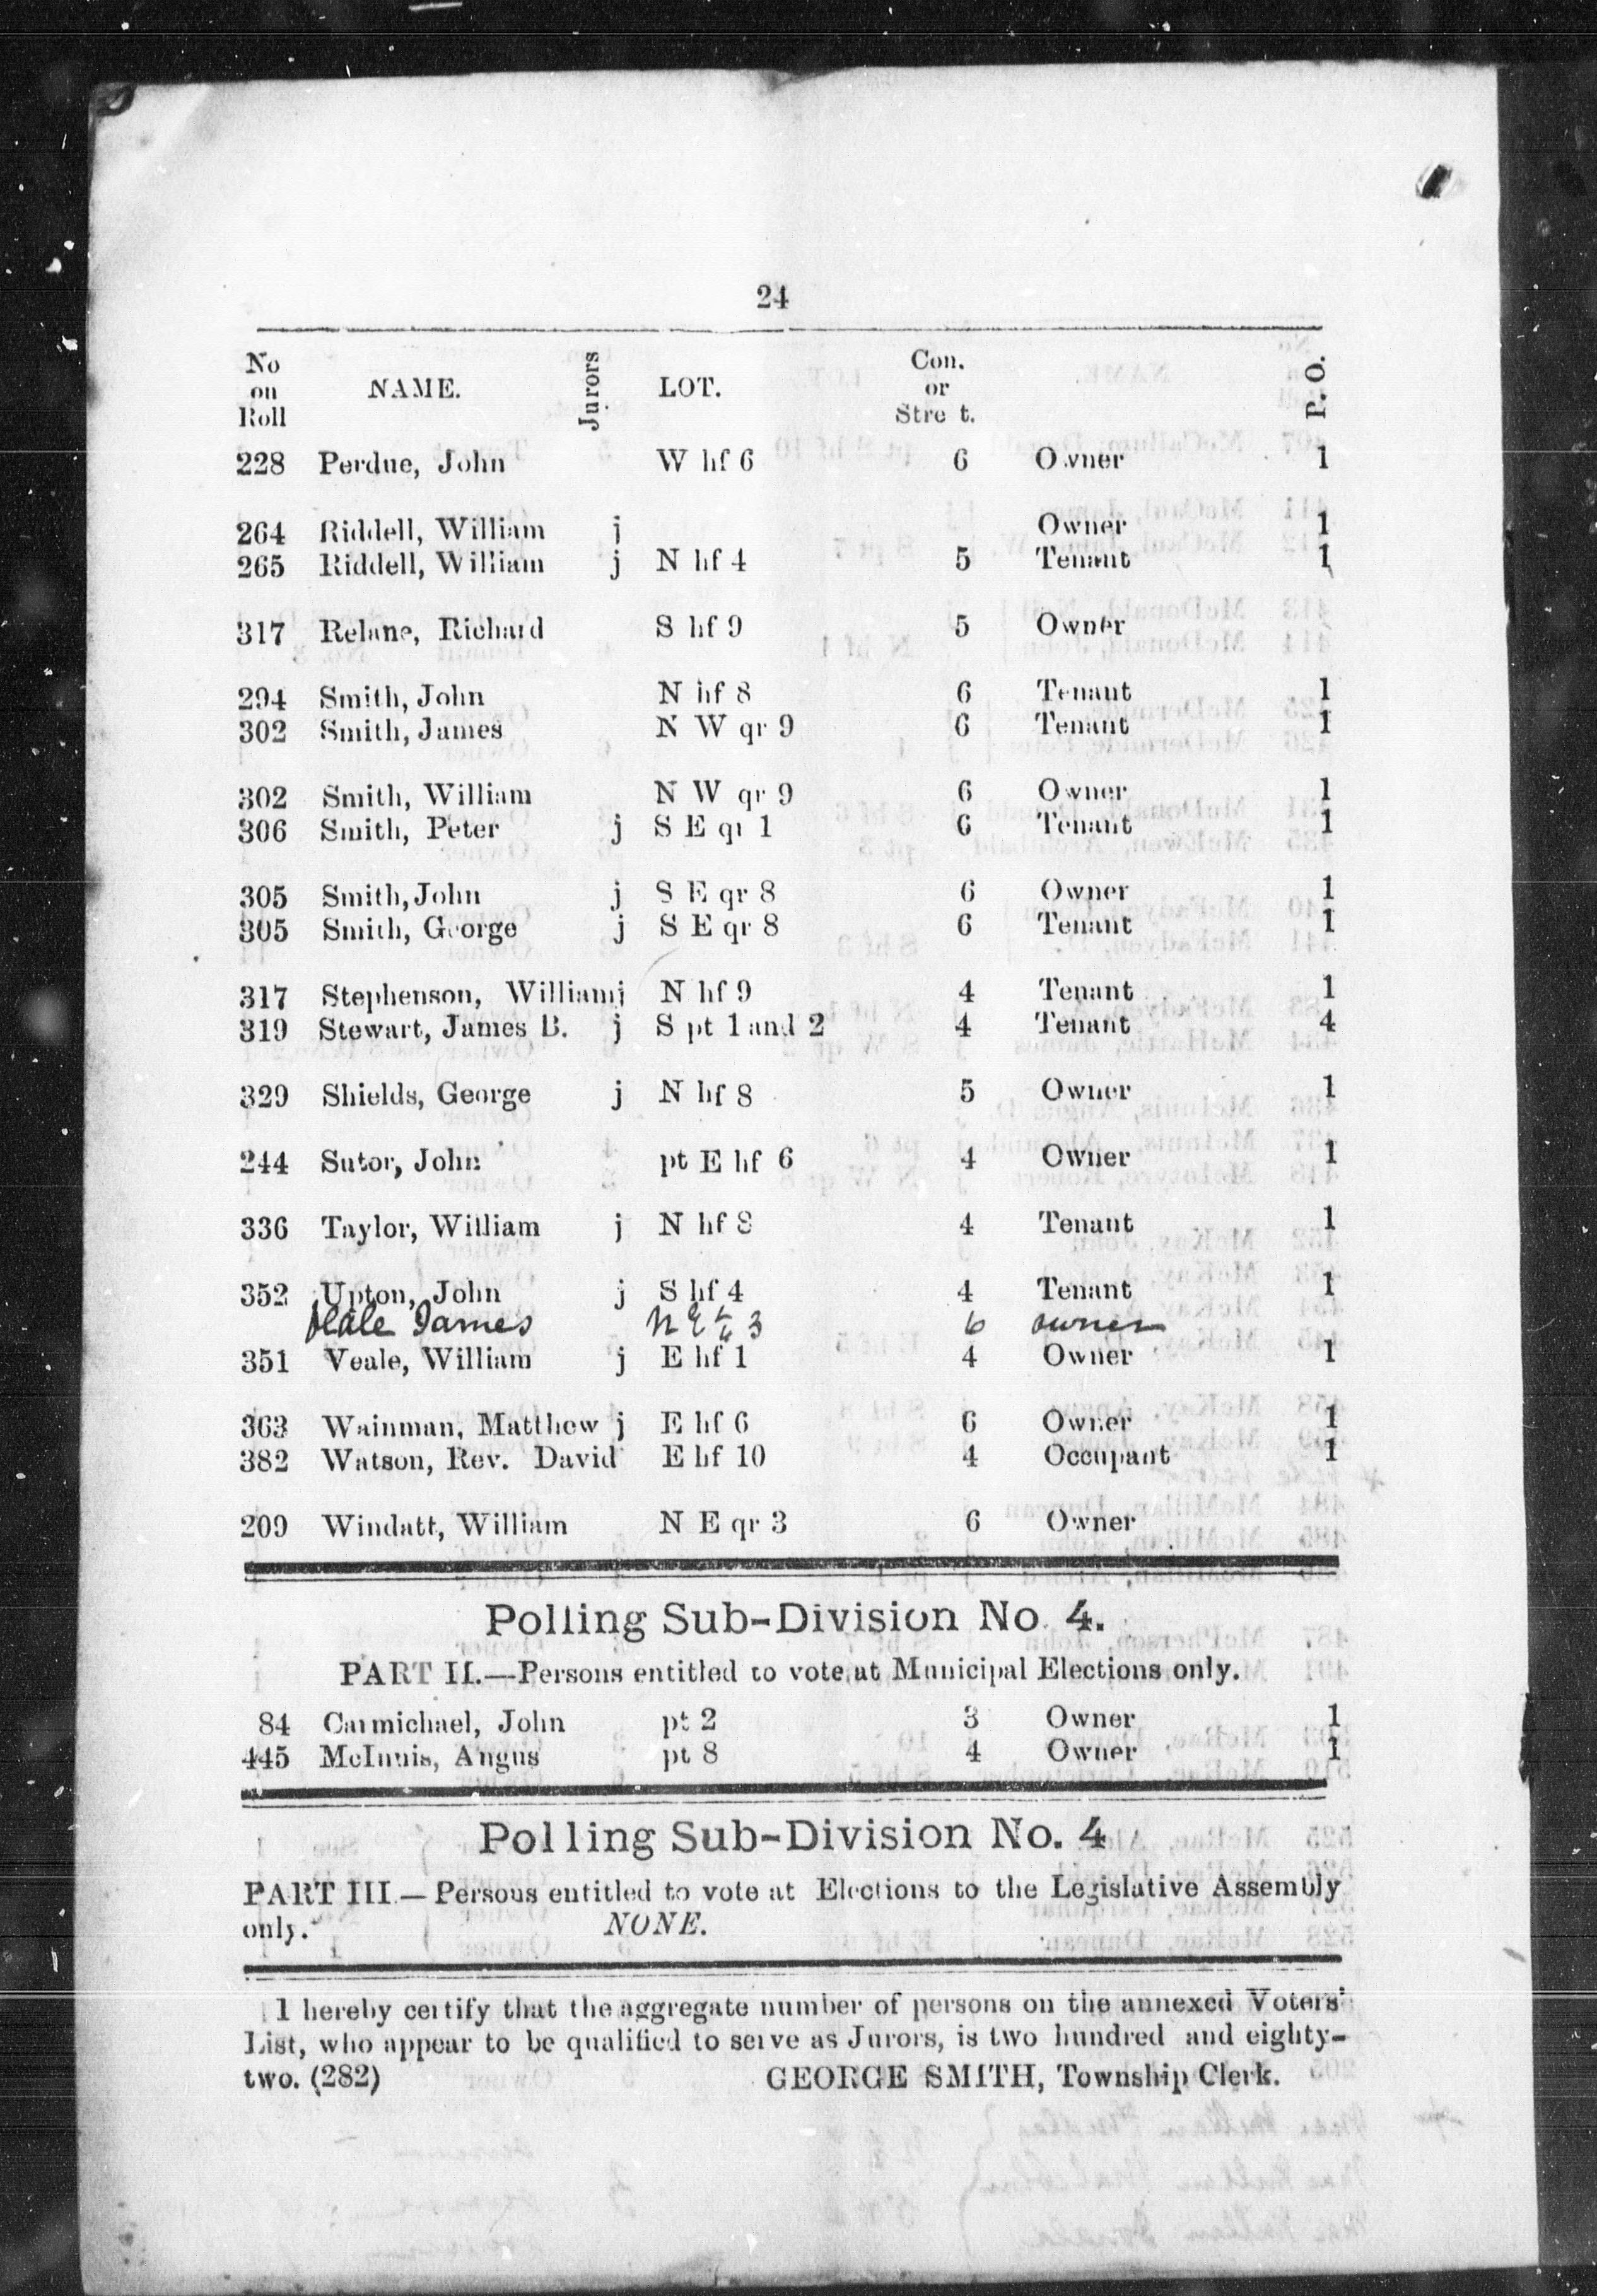 24
No on Roll NAME. Jurors LOT. Con. or Stre t. P. O.
228 Perdue, John W hf 6 6 Owner 1
264 Riddell, William j Owner 1
265 Riddell, William j N hf 4 5 Tenant 1
317 Relane, Richard S hf 9 5 Owner
294 Smith, John N hf 8 6 Tenant 1
302 Smith, James N W qr 9 6 Tenant 1
302 Smith, William N W qr 9 6 Owner 1
306 Smith, Peter j S E qr 1 6 Tenant 1
305 Smith, John j S E qr 8 6 Owner 1
305 Smith, George j S E qr 8 6 Tenant 1
317 Stephenson, William j N hf 9 4 Tenant 1
319 Stewart, James B. j S pt 1 and 2 4 Tenant 4
329 Shields, George j N hf 8 5 Owner 1
244 Sutor, John pt E hf 6 4 Owner 1
336 Taylor, William j N hf 8 4 Tenant 1
352 Upton, John j S hf 4 4 Tenant 1
James N E 3 6 owner
351 Veale, William j E hf 1 4 Owner 1
363 Wainman, Matthew j E hf 6 6 Owner 1
382 Watson, Rev. David E hf 10 4 Occupant 1
209 Windatt, William N E qr 3 6 Owner
Polling Sub-Division No. 4.
PART II.—Persons entitled to vote at Municipal Elections only.
84 Carmichael, John pt 2 3 Owner 1
445 McInnis, Angus pt 8 4 Owner 1
Polling Sub-Division No. 4
PART III.—Persons entitled to vote at Elections to the Legislative Assembly
only. NONE.
I hereby certify that the aggregate number of persons on the annexed Voters'
List, who appear to be qualified to serve as Jurors, is two hundred and eighty-
two. (282) GEORGE SMITH, Township Clerk.